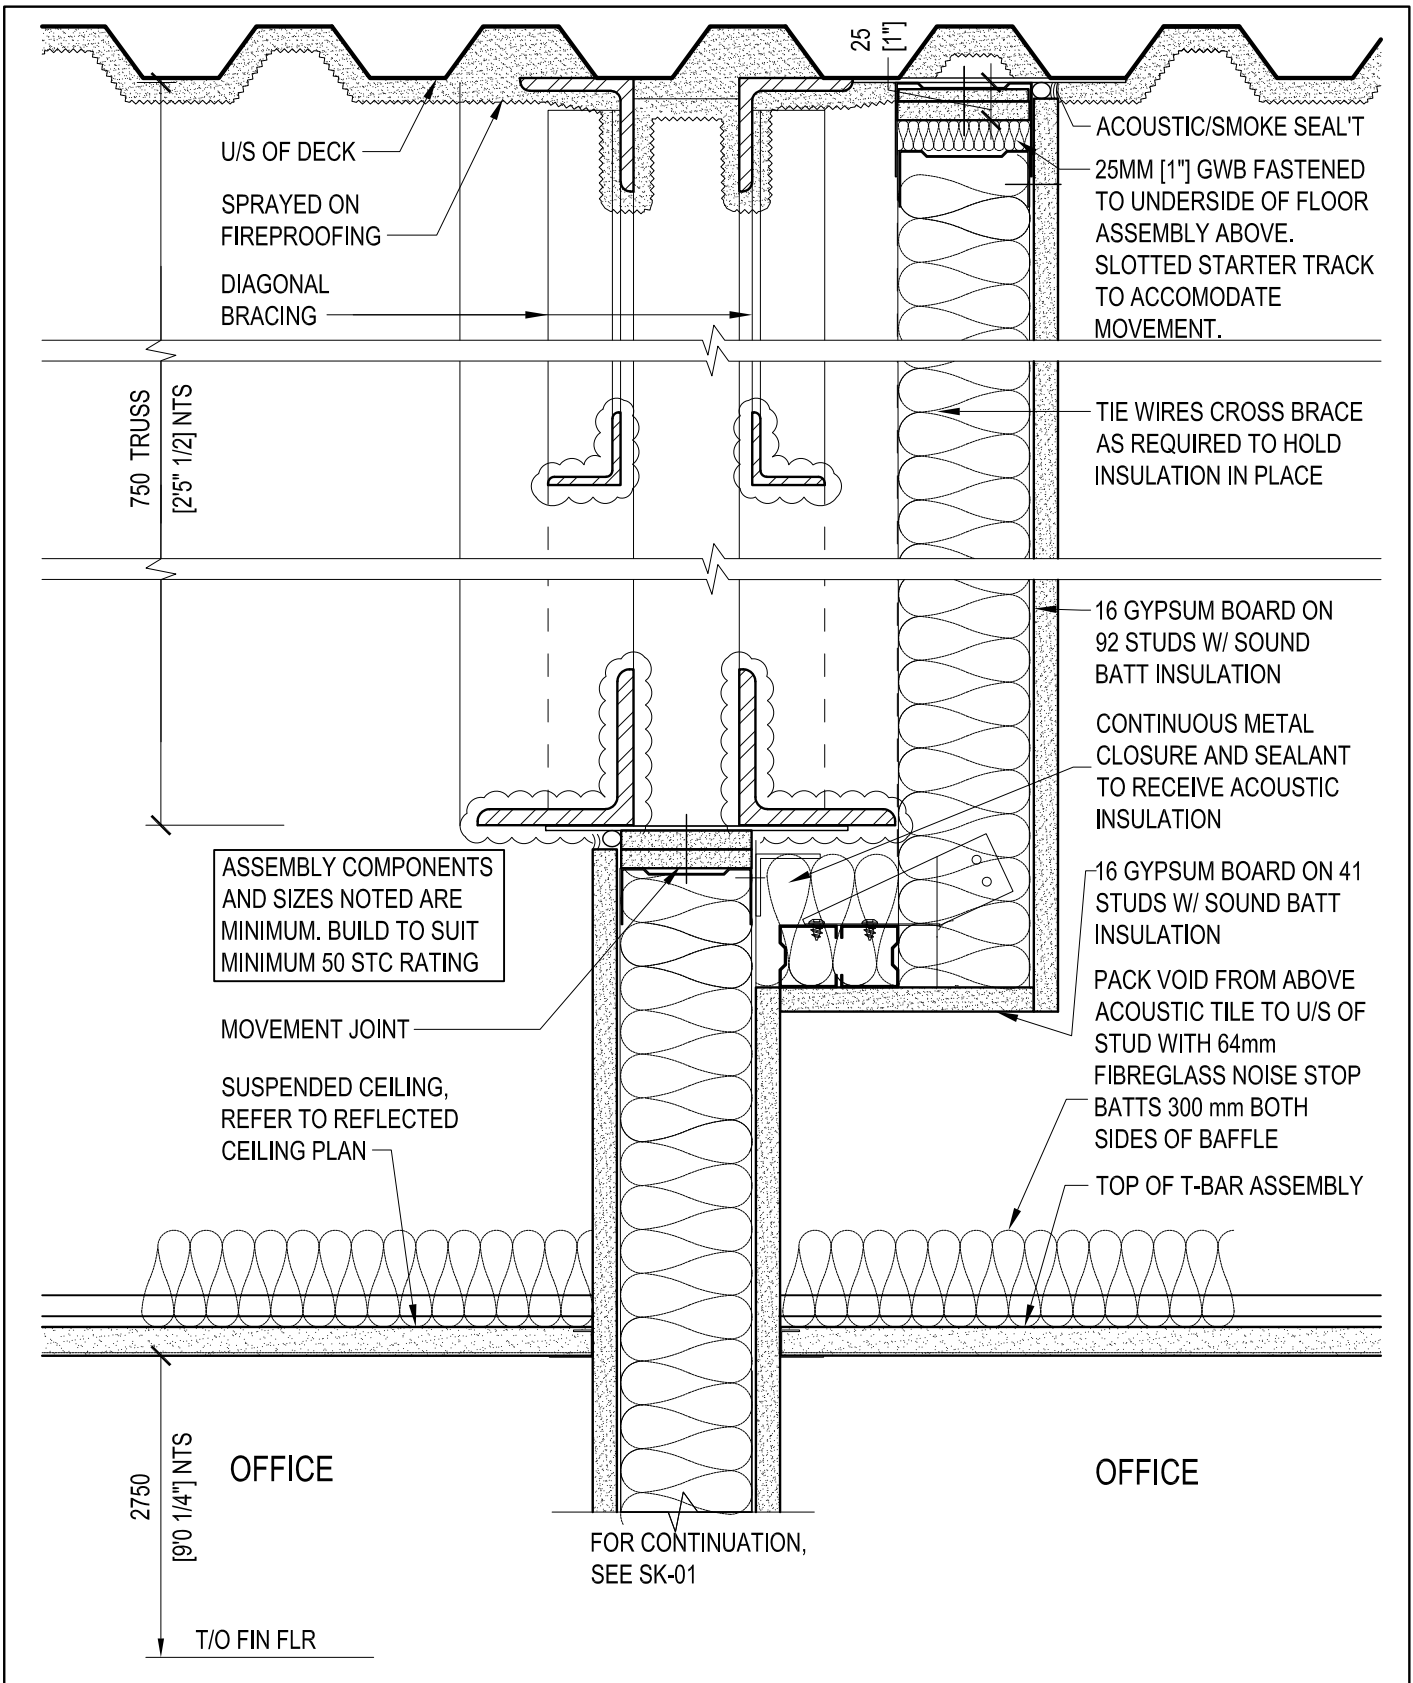 25
[1"]
U/S OF DECK
SPRAYED ON
FIREPROOFING
DIAGONAL
BRACING
750 TRUSS
[2'5" 1/2] NTS
ASSEMBLY COMPONENTS
AND SIZES NOTED ARE
MINIMUM. BUILD TO SUIT
MINIMUM 50 STC RATING
MOVEMENT JOINT
SUSPENDED CEILING,
REFER TO REFLECTED
CEILING PLAN
ACOUSTIC/SMOKE SEAL'T
25MM [1"] GWB FASTENED
TO UNDERSIDE OF FLOOR
ASSEMBLY ABOVE.
SLOTTED STARTER TRACK
TO ACCOMODATE
MOVEMENT.
TIE WIRES CROSS BRACE
AS REQUIRED TO HOLD
INSULATION IN PLACE
16 GYPSUM BOARD ON
92 STUDS W/ SOUND
BATT INSULATION
CONTINUOUS METAL
CLOSURE AND SEALANT
TO RECEIVE ACOUSTIC
INSULATION
16 GYPSUM BOARD ON 41
STUDS W/ SOUND BATT
INSULATION
PACK VOID FROM ABOVE
ACOUSTIC TILE TO U/S OF
STUD WITH 64mm
FIBREGLASS NOISE STOP
BATTS 300 mm BOTH
SIDES OF BAFFLE
TOP OF T-BAR ASSEMBLY
OFFICE
OFFICE
2750
[9'0 1/4"] NTS
FOR CONTINUATION,
SEE SK-01
T/O FIN FLR